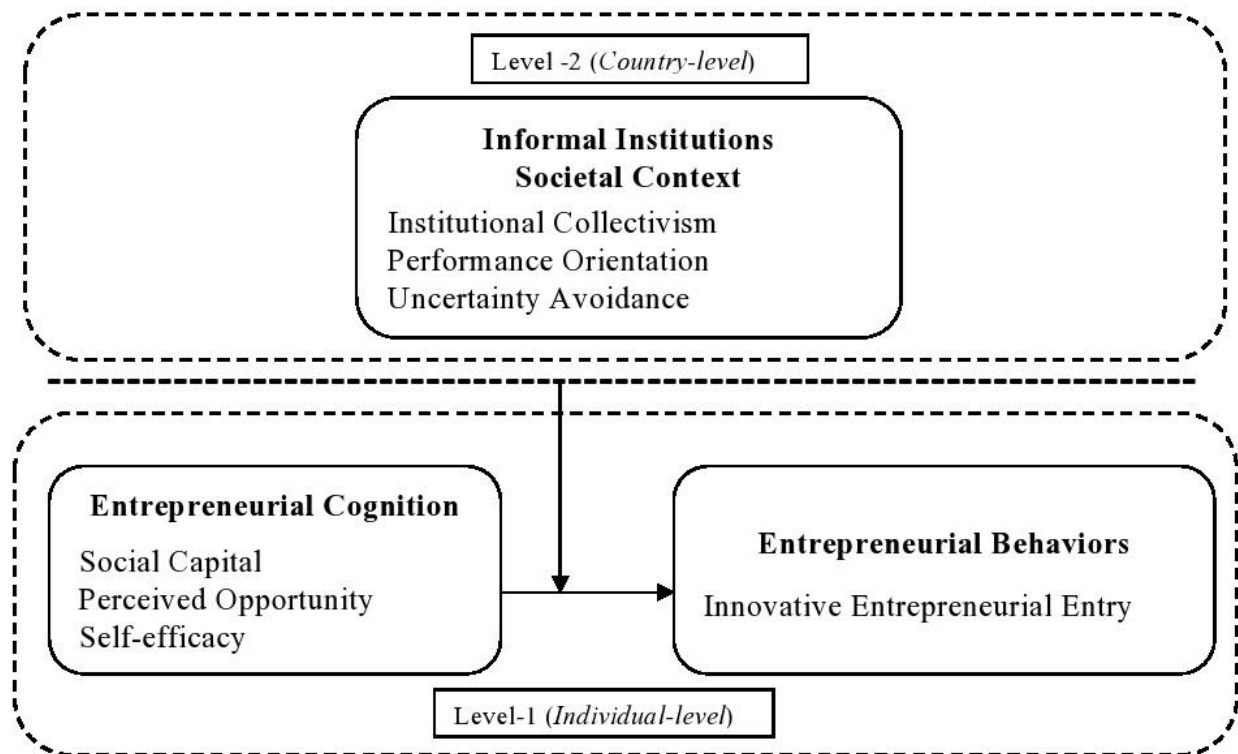 Level -2 (Country-level)
Informal Institutions
Societal Context
Institutional Collectivism
Performance Orientation
Uncertainty Avoidance
Entrepreneurial Cognition
Social Capital
Perceived Opportunity
Self-efficacy
Entrepreneurial Behaviors
Innovative Entrepreneurial Entry
Level-1 (Individual-level)